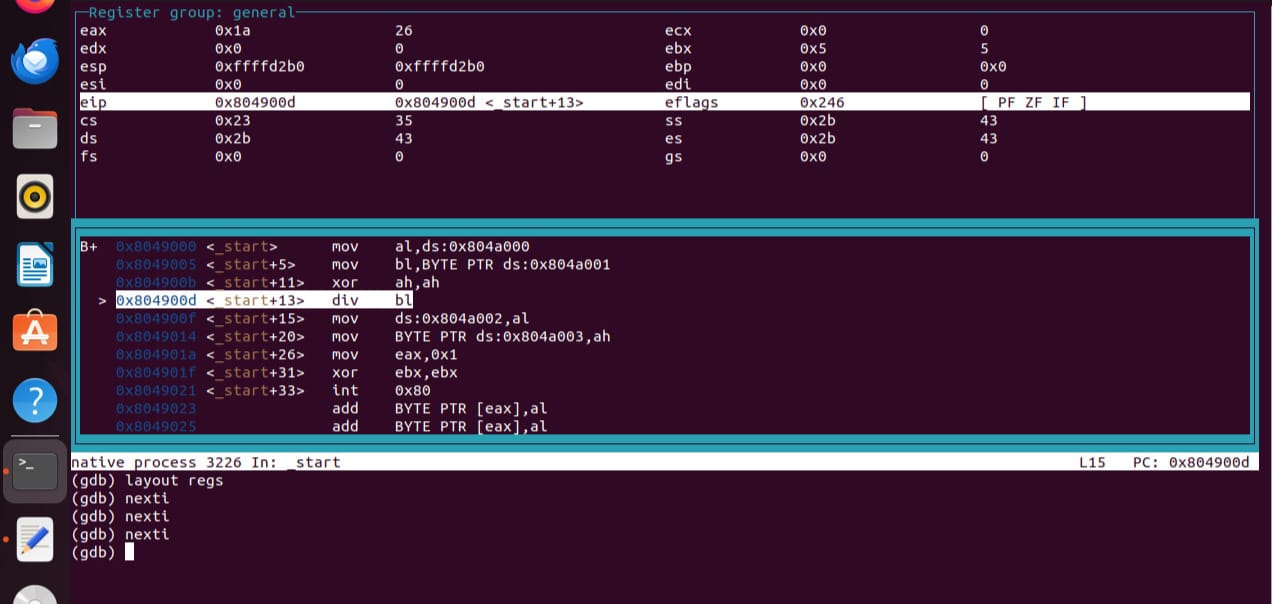 Register group: general
eax 0x1a 26 ecx 0x0 0
edx 0x0 0 ebx 0x5 5
esp 0xffffd2b0 0xffffd2b0 ebp 0x0 0x0
esi 0x0 0 edi 0x0 0
eip 0x804900d 0x804900d <_start+13> eflags 0x246 [ PF ZF IF ]
cs 0x23 35 ss 0x2b 43
ds 0x2b 43 es 0x2b 43
fs 0x0 0 gs 0x0 0
B+ 0x8049000 <_start> mov al,ds:0x804a000
0x8049005 <_start+5> mov bl,BYTE PTR ds:0x804a001
0x804900b <_start+11> xor ah,ah
> 0x804900d <_start+13> div bl
0x804900f <_start+15> mov ds:0x804a002,al
0x8049014 <_start+20> mov BYTE PTR ds:0x804a003,ah
0x804901a <_start+26> mov eax,0x1
0x804901f <_start+31> xor ebx,ebx
0x8049021 <_start+33> int 0x80
0x8049023 add BYTE PTR [eax],al
0x8049025 add BYTE PTR [eax],al
native process 3226 In: _start L15 PC: 0x804900d
(gdb) layout regs
(gdb) nexti
(gdb) nexti
(gdb) nexti
(gdb)